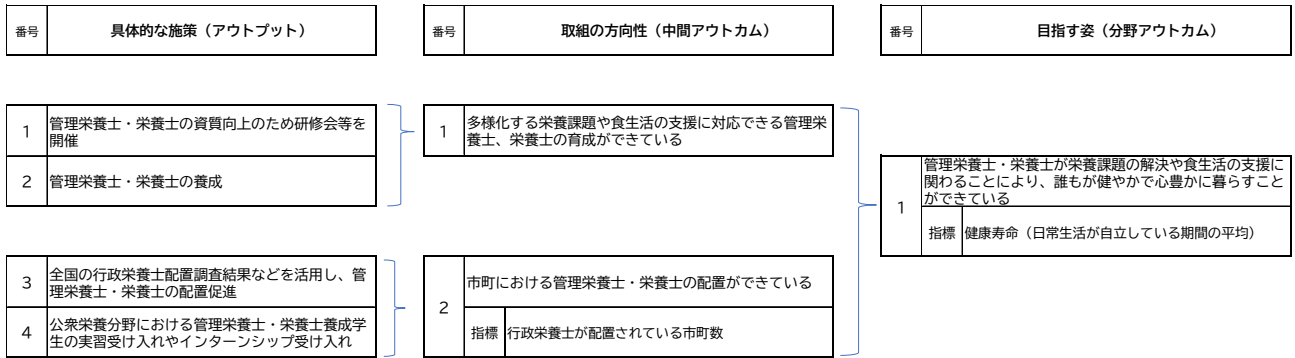 番号 具体的な施策（アウトプット）
番号 取組の方向性（中間アウトカム）
番号 目指す姿（分野アウトカム）
1 管理栄養士・栄養士の資質向上のため研修会等を
開催
2 管理栄養士・栄養士の養成
3 全国の行政栄養士配置調査結果などを活用し、管
理栄養士・栄養士の配置促進
4 公衆栄養分野における管理栄養士・栄養士養成学
生の実習受け入れやインターンシップ受け入れ
1 多様化する栄養課題や食生活の支援に対応できる管理栄
養士、栄養士の育成ができている
2 市町における管理栄養士・栄養士の配置ができている
指標 行政栄養士が配置されている市町数
1 管理栄養士・栄養士が栄養課題の解決や食生活の支援に
関わることにより、誰もが健やかで心豊かに暮らすこと
ができている
指標 健康寿命（日常生活が自立している期間の平均）